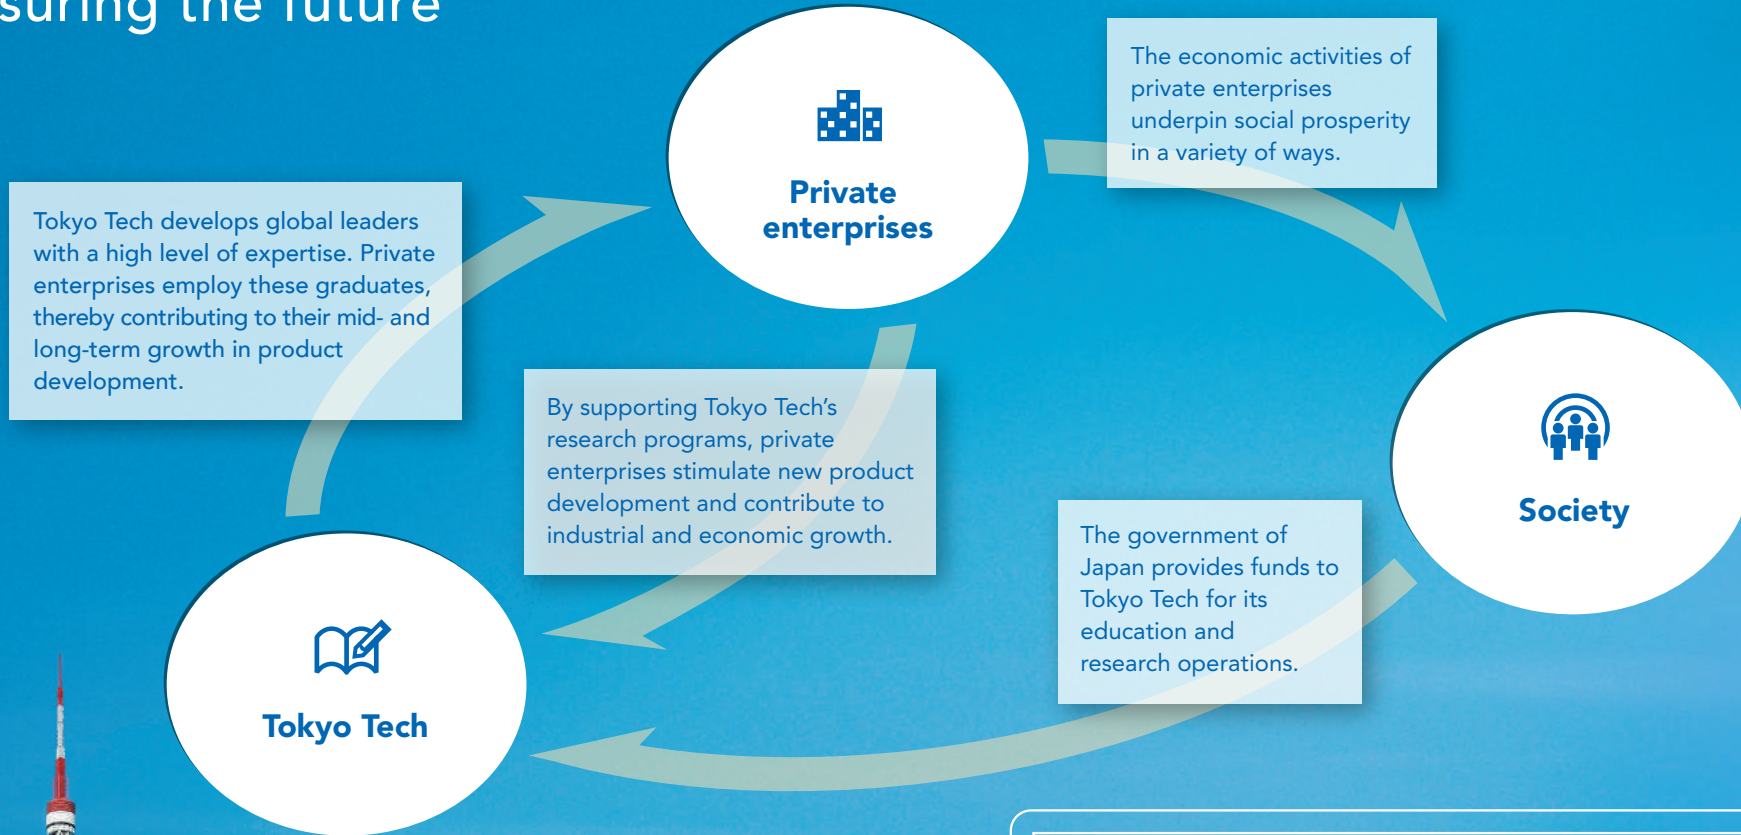 suring the future
Private
enterprises
The economic activities of
private enterprises
underpin social prosperity
in a variety of ways.
Tokyo Tech develops global leaders
with a high level of expertise. Private
enterprises employ these graduates,
thereby contributing to their mid- and
long-term growth in product
development.
By supporting Tokyo Tech’s
research programs, private
enterprises stimulate new product
development and contribute to
industrial and economic growth.
Society
The government of
Japan provides funds to
Tokyo Tech for its
education and
research operations.
Tokyo Tech